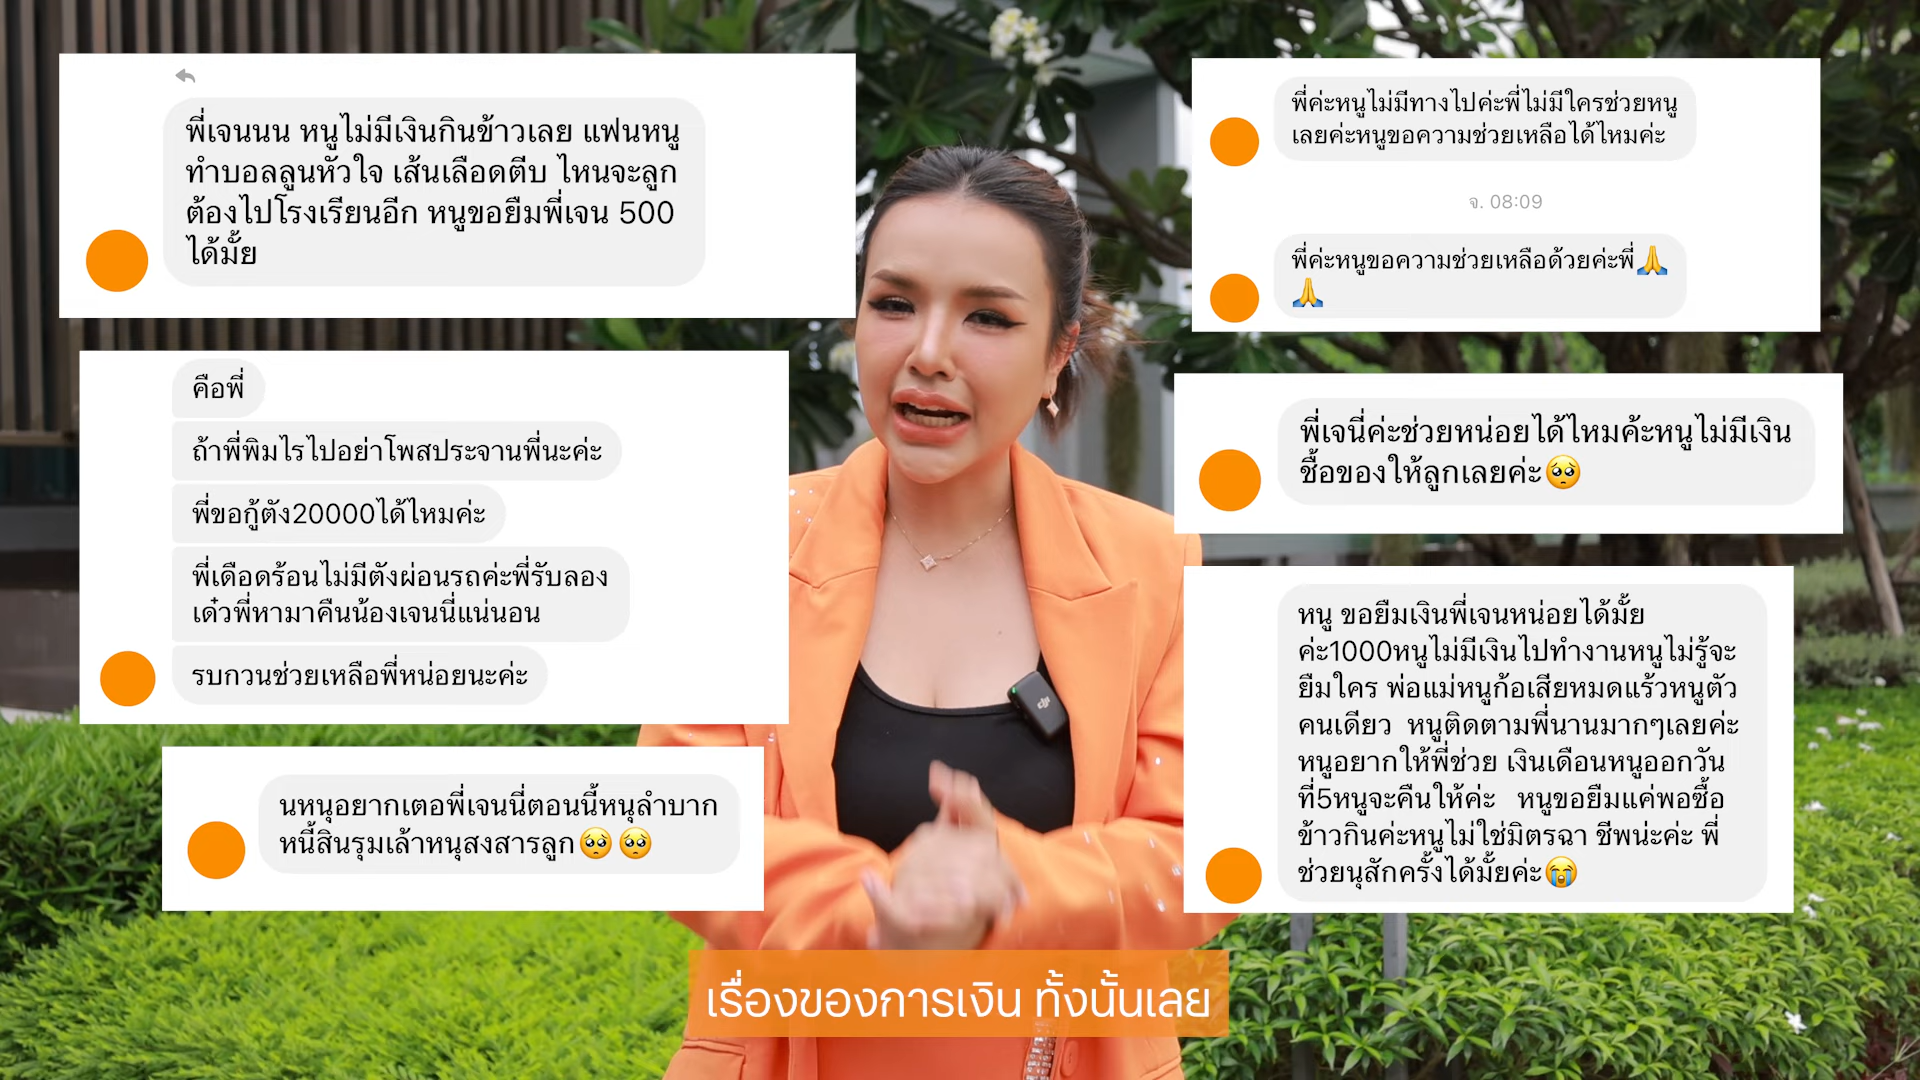 พี่เจนนน หนูไม่มีเงินกินข้าวเลย แฟนหนู
ทำบอลลูนหัวใจ เส้นเลือดตีบ ไหนจะลูก
ต้องไปโรงเรียนอีก หนูขอยืมพี่เจน 500
ได้มั้ย
คือพี่
ถ้าพี่พิมไรไปอย่าโพสประจานพี่นะค่ะ
พี่ขอกู้ตัง20000ได้ไหมค่ะ
พี่เดือดร้อนไม่มีตังผ่อนรถค่ะพี่รับลอง
เด๋วพี่หามาคืนน้องเจนนี่แน่นอน
รบกวนช่วยเหลือพี่หน่อยนะค่ะ
นหนุอยากเตอพี่เจนนี่ตอนนี้หนุลำบาก
หนี้สินรุมเล้าหนุสงสารลูก🥺🥺
พี่ค่ะหนูไม่มีทางไปค่ะพี่ไม่มีใครช่วยหนู
เลยค่ะหนูขอความช่วยเหลือได้ไหมค่ะ
จ. 08:09
พี่ค่ะหนูขอความช่วยเหลือด้วยค่ะพี่🙏
🙏
พี่เจนี่ค่ะช่วยหน่อยได้ไหมค้ะหนูไม่มีเงิน
ชื้อของให้ลูกเลยค่ะ🥺
หนู ขอยืมเงินพี่เจนหน่อยได้มั้ย
ค่ะ1000หนูไม่มีเงินไปทำงานหนูไม่รู้จะ
ยืมใคร พ่อแม่หนูก้อเสียหมดแร้วหนูตัว
คนเดียว หนูติดตามพี่นานมากๆเลยค่ะ
หนูอยากให้พี่ช่วย เงินเดือนหนูออกวัน
ที่5หนูจะคืนให้ค่ะ หนูขอยืมแค่พอซื้อ
ข้าวกินค่ะหนูไม่ใช่มิตรฉา ชีพน่ะค่ะ พี่
ช่วยนุสักครั้งได้มั้ยค่ะ😭
เรื่องของการเงิน ทั้งนั้นเลย